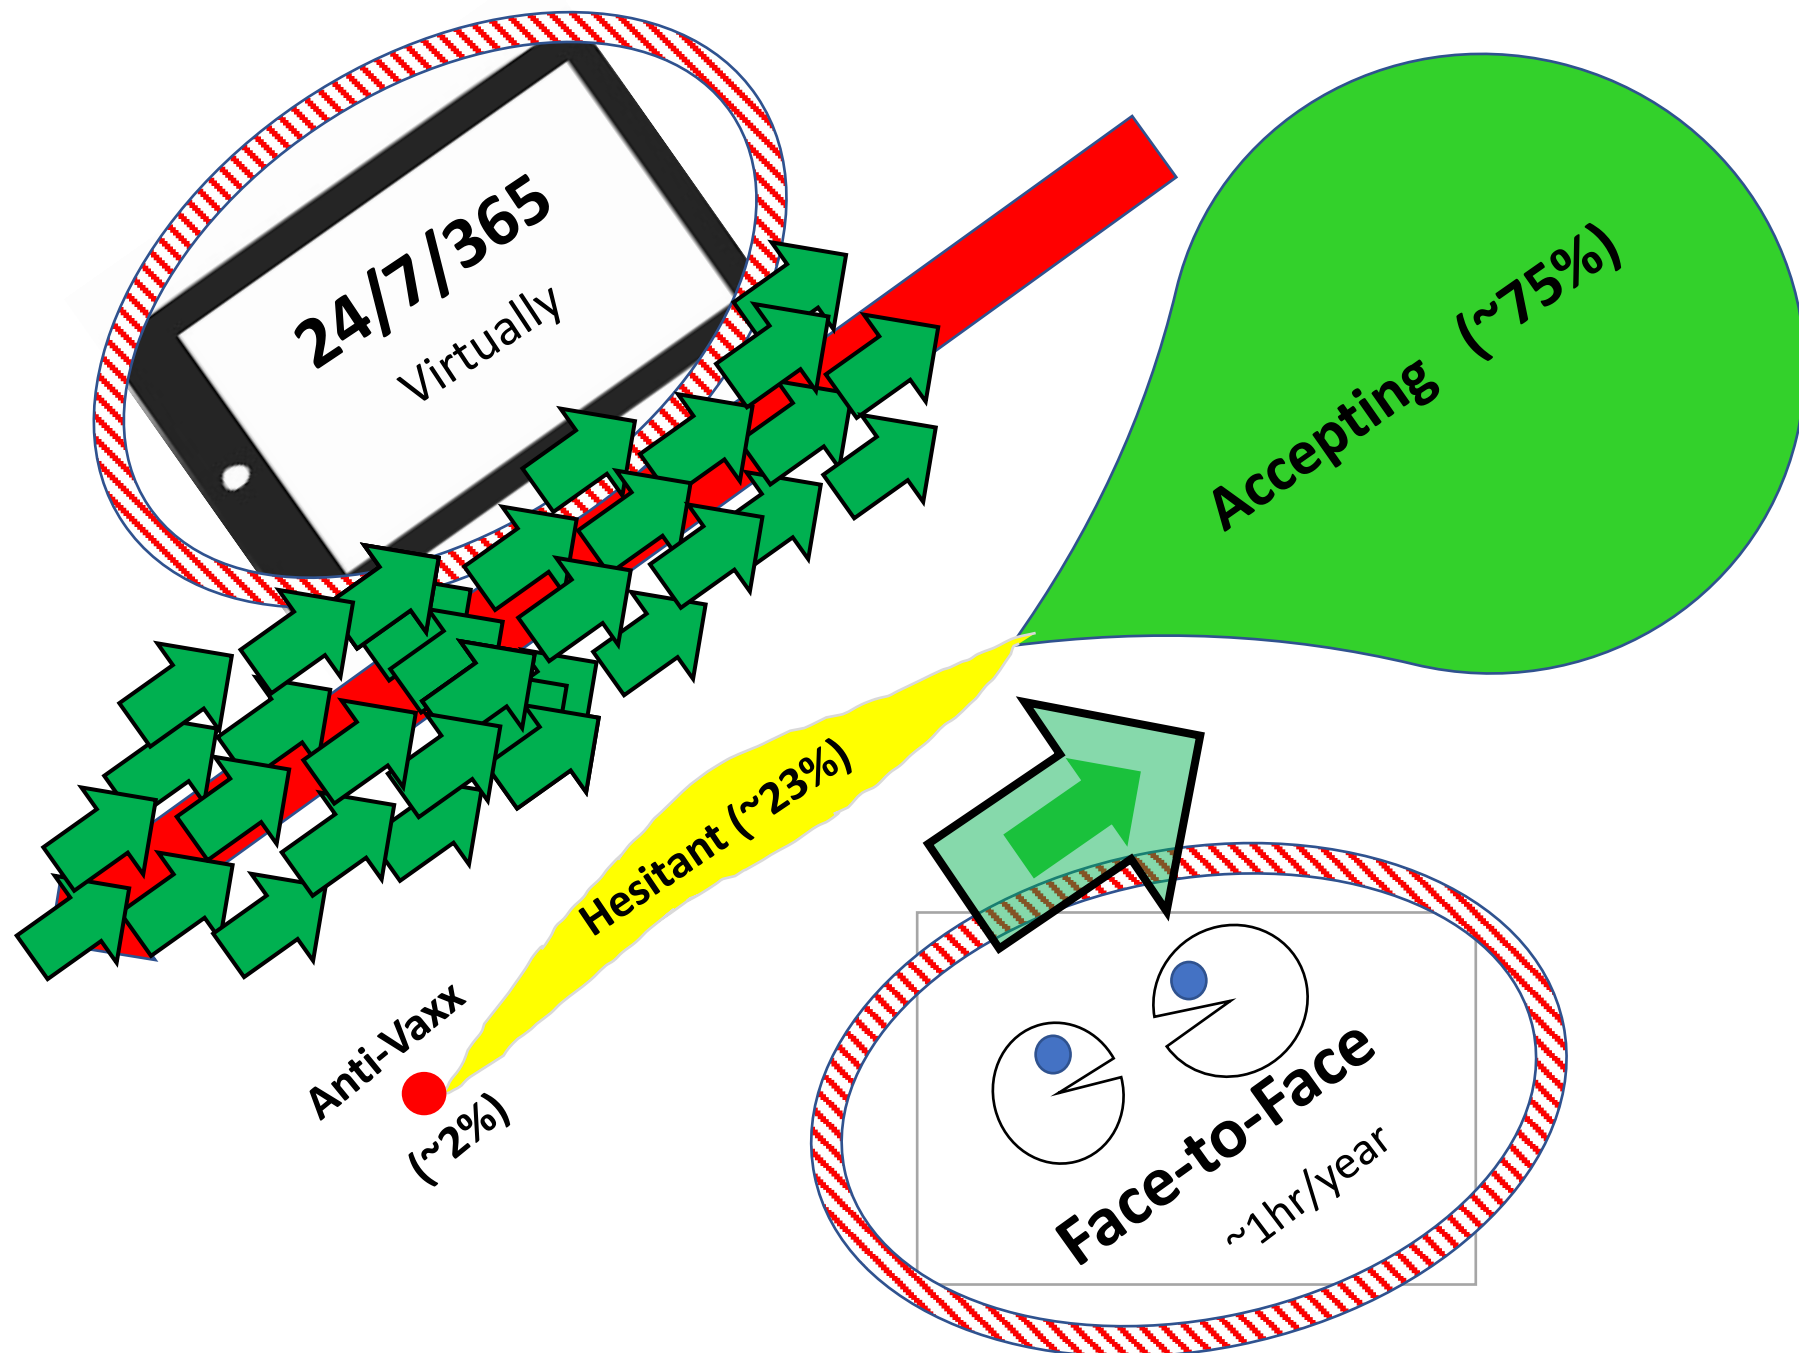 24/7/365
Virtually
Accepting (~75%)
Hesitant (~23%)
Anti-Vaxx
(~2%)
Face-to-Face
~1hr/year